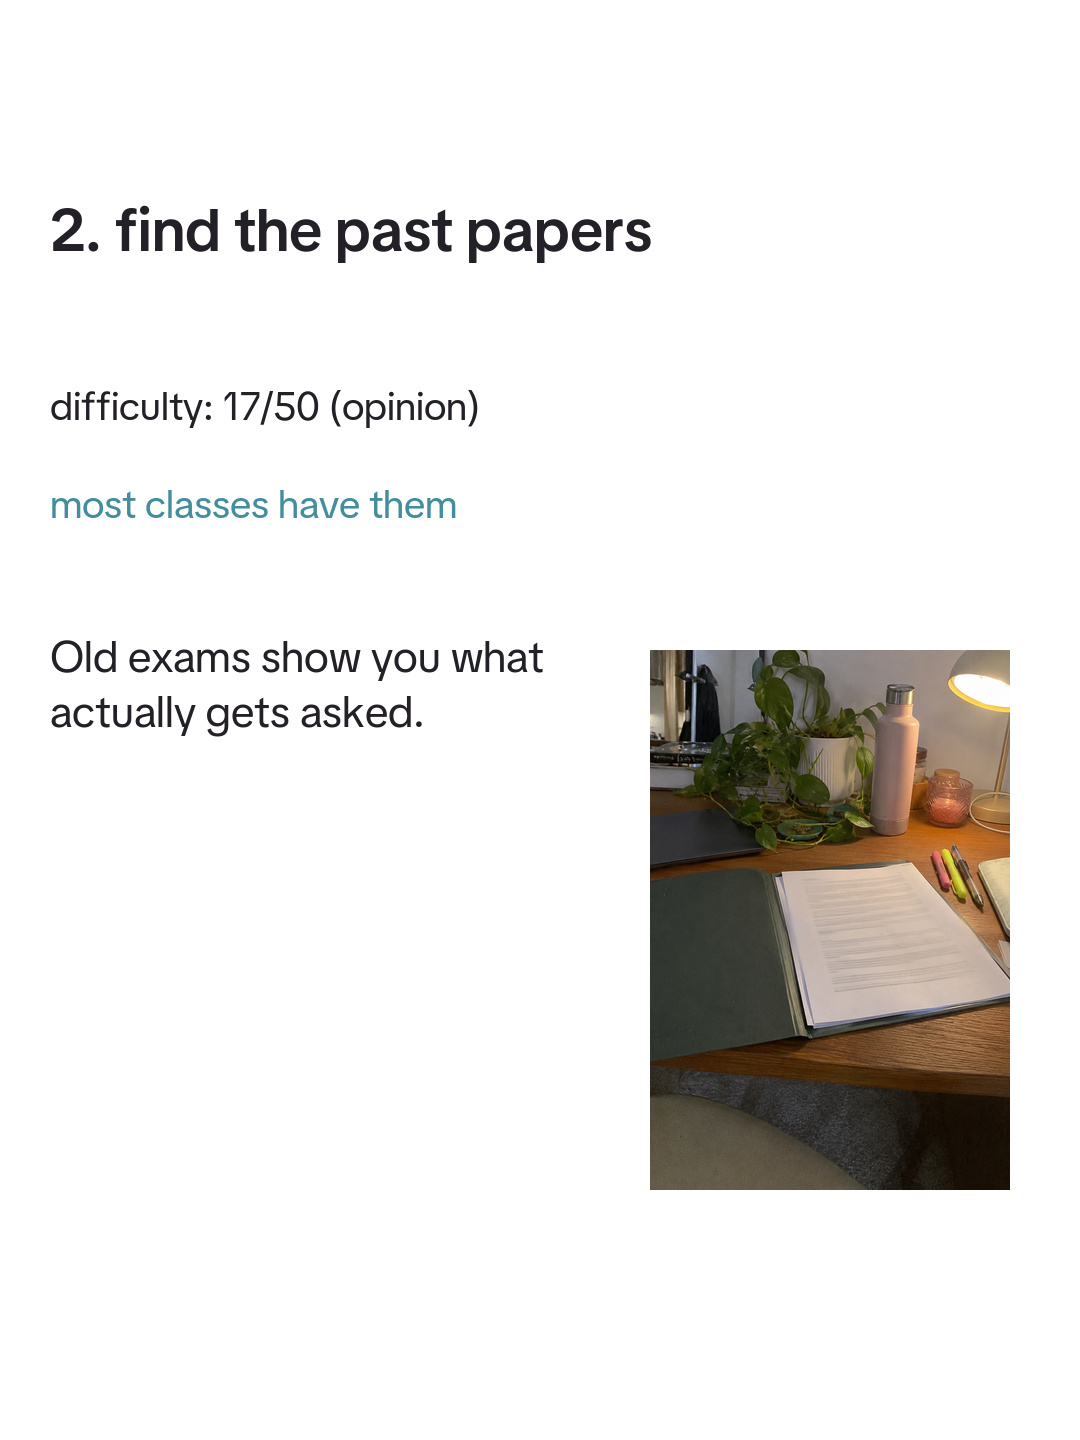 2. find the past papers
difficulty: 17/50 (opinion)
most classes have them
Old exams show you what
actually gets asked.